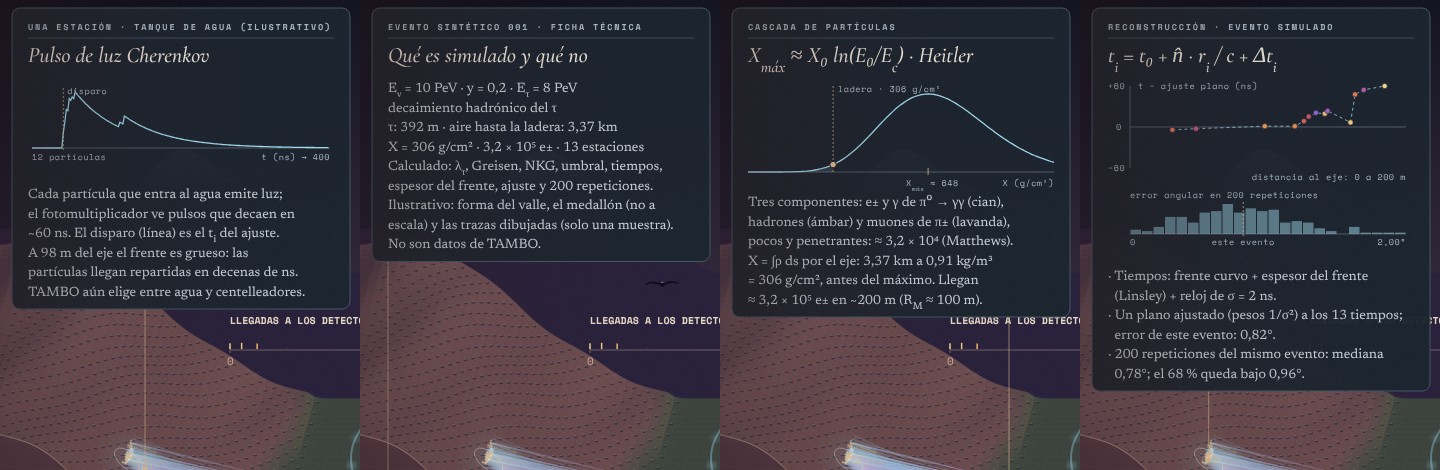 UNA ESTACIÓN · TANQUE DE AGUA (ILUSTRATIVO)
Pulso de luz Cherenkov
disparo
12 partículas
t (ns) → 400
Cada partícula que entra al agua emite luz;
el fotomultiplicador ve pulsos que decaen en
~60 ns. El disparo (línea) es el tᵢ del ajuste.
A 98 m del eje el frente es grueso: las
partículas llegan repartidas en decenas de ns.
TAMBO aún elige entre agua y centelleadores.
LLEGADAS A LOS DETECT
0
EVENTO SINTÉTICO 001 · FICHA TÉCNICA
Qué es simulado y qué no
Eᵥ = 10 PeV · y = 0,2 · E_τ = 8 PeV
decaimiento hadrónico del τ
τ: 392 m · aire hasta la ladera: 3,37 km
X = 306 g/cm² · 3,2 × 10⁵ e± · 13 estaciones
Calculado: λ_τ, Greisen, NKG, umbral, tiempos,
espesor del frente, ajuste y 200 repeticiones.
Ilustrativo: forma del valle, el medallón (no a
escala) y las trazas dibujadas (solo una muestra).
No son datos de TAMBO.
LLEGADAS A LOS DETECT
0
CASCADA DE PARTÍCULAS
X_máx ≈ X₀ ln(E₀/E_c) · Heitler
ladera · 306 g/cm²
X_máx ≈ 648
X (g/cm²)
Tres componentes: e± y γ de π⁰ → γγ (cian),
hadrones (ámbar) y muones de π± (lavanda),
pocos y penetrantes: ≈ 3,2 × 10⁴ (Matthews).
X = ∫ρ ds por el eje: 3,37 km a 0,91 kg/m³
= 306 g/cm², antes del máximo. Llegan
≈ 3,2 × 10⁵ e± en ~200 m (R_M ≈ 100 m).
LLEGADAS A LOS DETECT
0
RECONSTRUCCIÓN · EVENTO SIMULADO
tᵢ = t₀ + n̂ · rᵢ / c + Δtᵢ
+60
t − ajuste plano (ns)
0
-60
distancia al eje: 0 a 200 m
error angular en 200 repeticiones
0
este evento
2,00°
· Tiempos: frente curvo + espesor del frente
(Linsley) + reloj de σ = 2 ns.
· Un plano ajustado (pesos 1/σ²) a los 13 tiempos;
error de este evento: 0,82°.
· 200 repeticiones del mismo evento: mediana
0,78°; el 68 % queda bajo 0,96°.
0